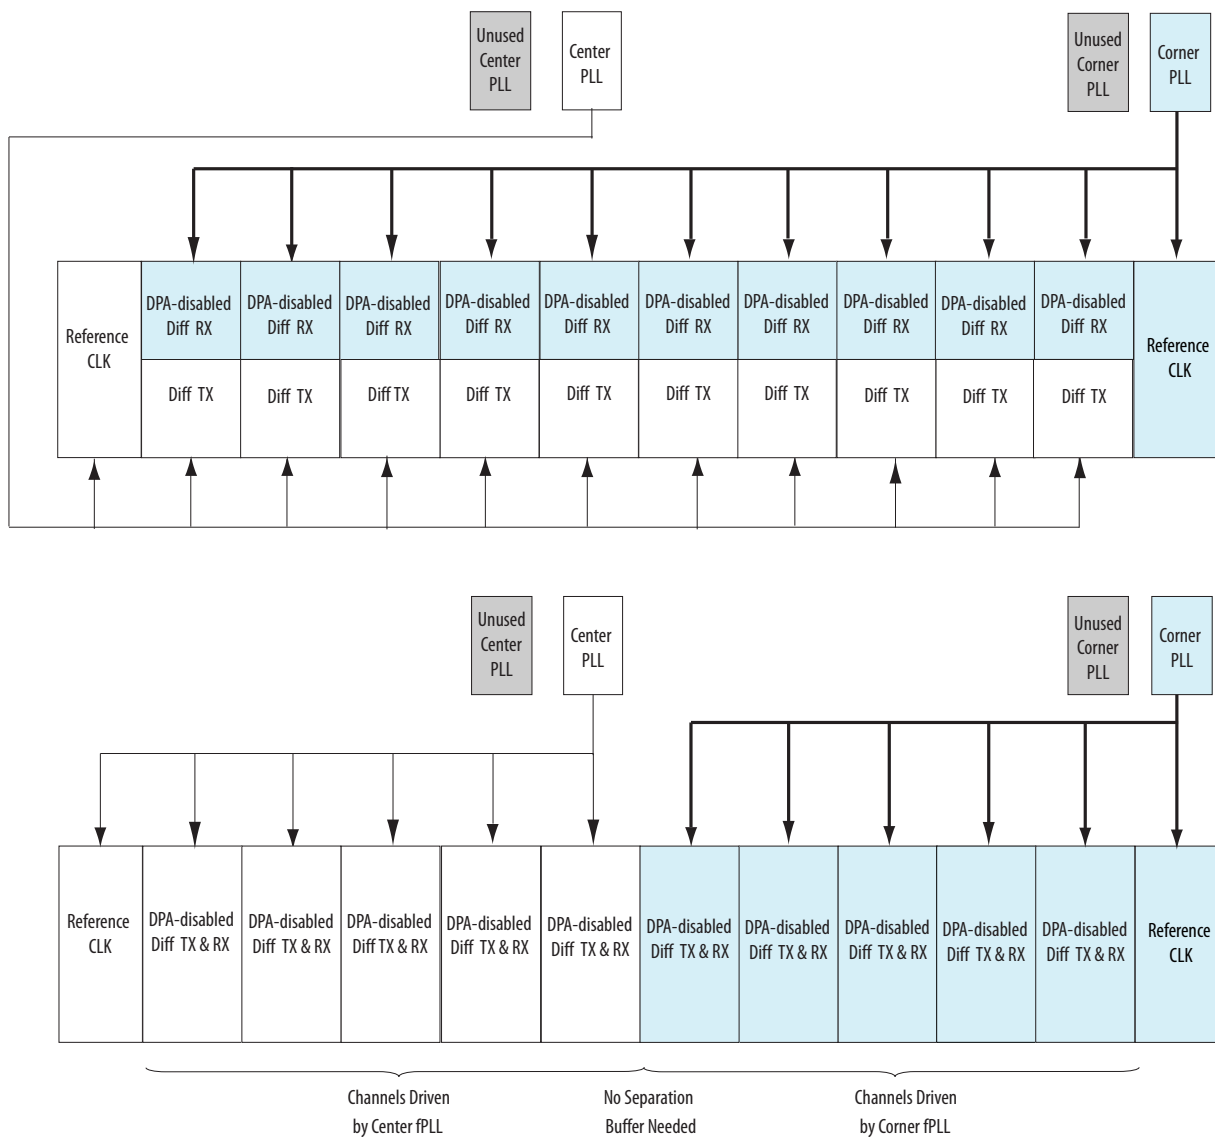 Unused
Center
PLL
Center
PLL
Unused
Corner
PLL
Corner
PLL
Reference
CLK
DPA-disabled
Diff RX
DPA-disabled
Diff RX
DPA-disabled
Diff RX
DPA-disabled
Diff RX
DPA-disabled
Diff RX
DPA-disabled
Diff RX
DPA-disabled
Diff RX
DPA-disabled
Diff RX
DPA-disabled
Diff RX
DPA-disabled
Diff RX
Reference
CLK
Diff TX
Diff TX
Diff TX
Diff TX
Diff TX
Diff TX
Diff TX
Diff TX
Diff TX
Diff TX
Unused
Center
PLL
Center
PLL
Unused
Corner
PLL
Corner
PLL
Reference
CLK
DPA-disabled
Diff TX & RX
DPA-disabled
Diff TX & RX
DPA-disabled
Diff TX & RX
DPA-disabled
Diff TX & RX
DPA-disabled
Diff TX & RX
DPA-disabled
Diff TX & RX
DPA-disabled
Diff TX & RX
DPA-disabled
Diff TX & RX
DPA-disabled
Diff TX & RX
DPA-disabled
Diff TX & RX
Reference
CLK
Channels Driven
by Center fPLL
No Separation
Buffer Needed
Channels Driven
by Corner fPLL